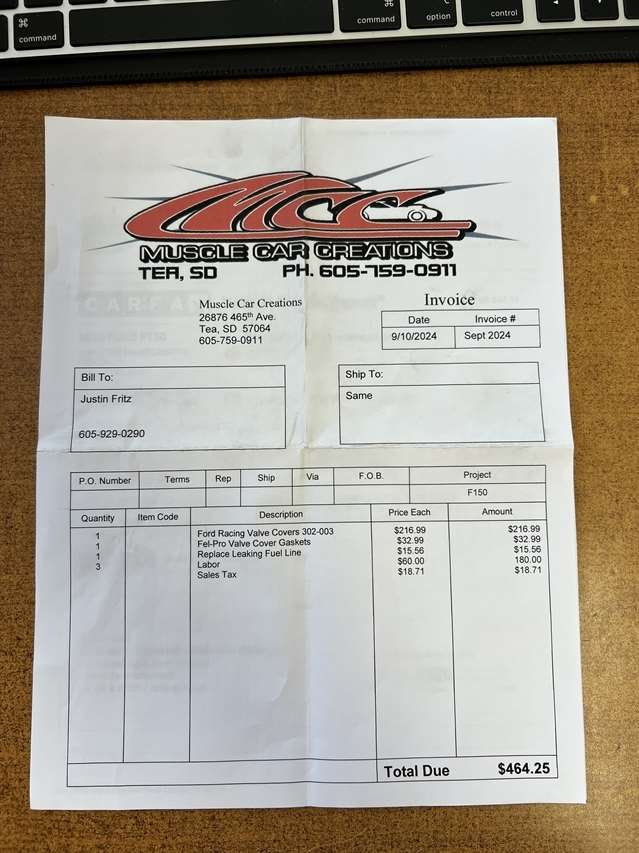 ⌘
command
⌘
command
⌥
option
control
MCC
MUSCLE CAR CREATIONS
TEA, SD PH. 605-759-0911
Muscle Car Creations
26876 465th Ave.
Tea, SD 57064
605-759-0911
Invoice
Date Invoice #
9/10/2024 Sept 2024
Bill To:
Justin Fritz
605-929-0290
Ship To:
Same
P.O. Number Terms Rep Ship Via F.O.B. Project
F150
Quantity Item Code Description Price Each Amount
1 Ford Racing Valve Covers 302-003 $216.99 $216.99
1 Fel-Pro Valve Cover Gaskets $32.99 $32.99
1 Replace Leaking Fuel Line $15.56 $15.56
3 Labor $60.00 180.00
Sales Tax $18.71 $18.71
Total Due $464.25